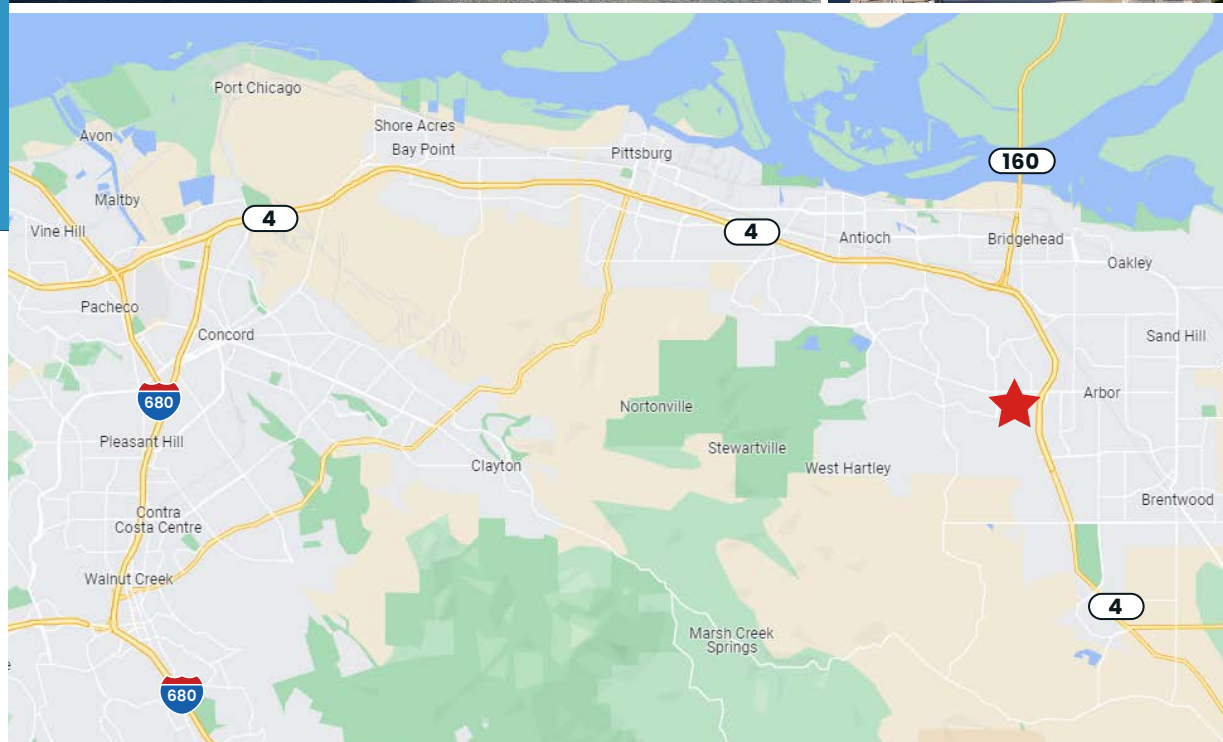 Port Chicago
Shore Acres
Avon
Bay Point
Pittsburg
160
Maltby
4
Vine Hill
4
Antioch
Bridgehead
Oakley
Pacheco
Concord
Sand Hill
680
Arbor
Nortonville
Pleasant Hill
Stewartville
Clayton
West Hartley
Brentwood
Contra
Costa Centre
Walnut Creek
4
Marsh Creek
Springs
680